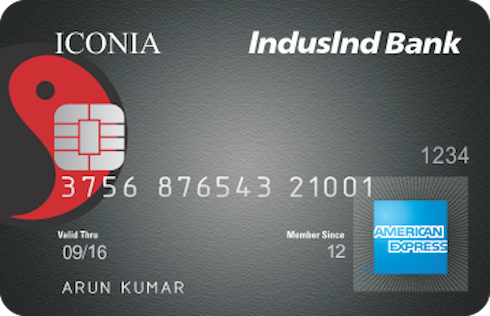 ICONIA IndusInd Bank
1234
3756 876543 21001
Valid Thru Member Since
09/16 12
AMERICAN EXPRESS
ARUN KUMAR